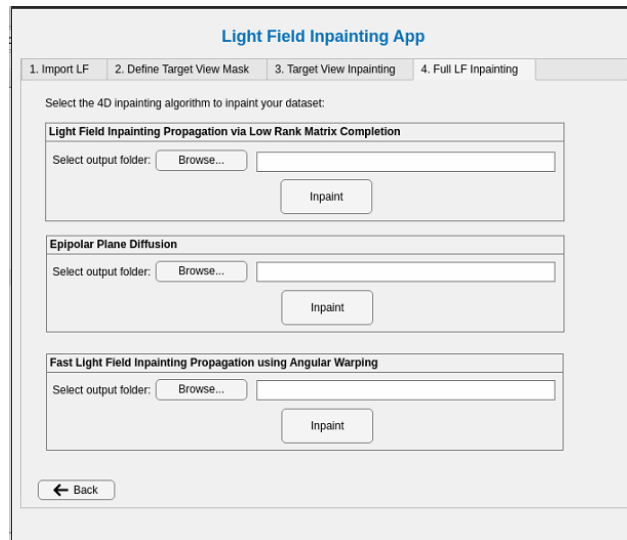 Light Field Inpainting App
1. Import LF 2. Define Target View Mask 3. Target View Inpainting 4. Full LF Inpainting
Select the 4D inpainting algorithm to inpaint your dataset:
Light Field Inpainting Propagation via Low Rank Matrix Completion
Select output folder: Browse...
Inpaint
Epipolar Plane Diffusion
Select output folder: Browse...
Inpaint
Fast Light Field Inpainting Propagation using Angular Warping
Select output folder: Browse...
Inpaint
Back